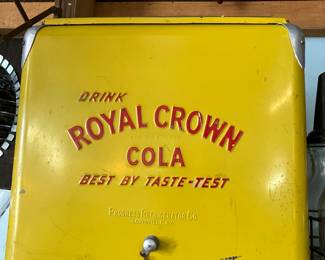 DRINK
ROYAL CROWN
COLA
BEST BY TASTE-TEST